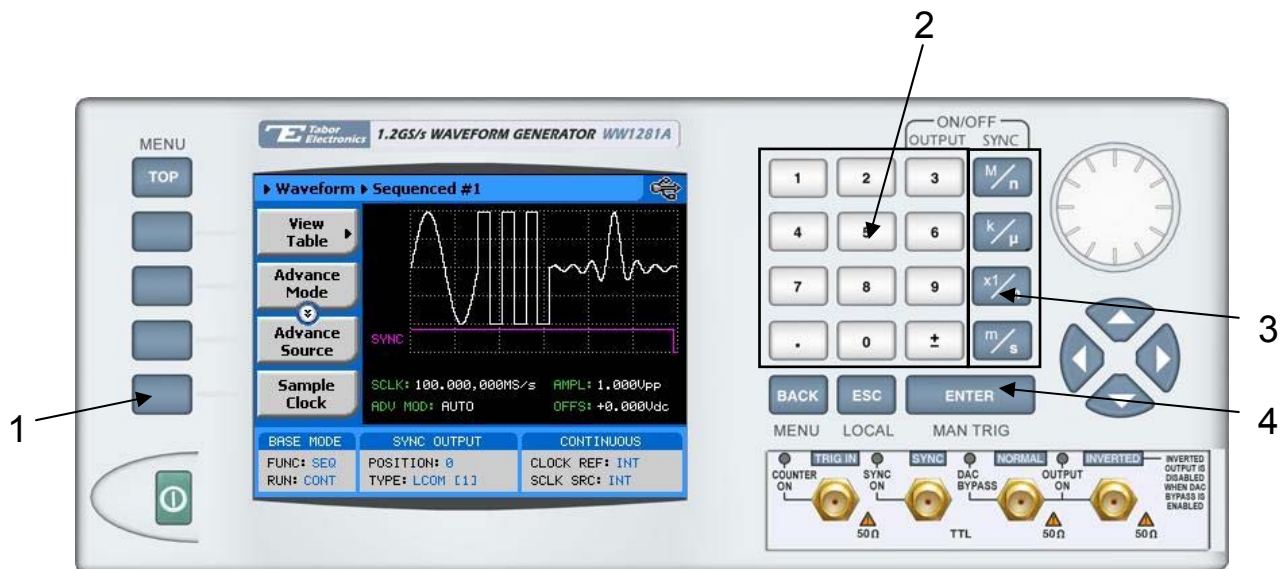 2
Tabor Electronics 1.2GS/s WAVEFORM GENERATOR WW1281A
ON/OFF
OUTPUT SYNC
MENU
TOP
1 2 3 M/n
4 5 6 k/μ
7 8 9 x1/
. 0 ± m/s
Waveform Sequenced #1
View Table
Advance Mode
Advance Source
Sample Clock
SYNC
SCLK: 100.000,000MS/s AMPL: 1.000Vpp
ADV MOD: AUTO OFFS: +0.000Vdc
BASE MODE SYNC OUTPUT CONTINUOUS
FUNC: SEQ POSITION: 0 CLOCK REF: INT
RUN: CONT TYPE: LCOM [1] SCLK SRC: INT
3
1
BACK ESC ENTER
4
MENU LOCAL MAN TRIG
TRIG IN SYNC NORMAL INVERTED
COUNTER ON SYNC ON DAC BYPASS OUTPUT ON
INVERTED OUTPUT IS DISABLED WHEN DAC BYPASS IS ENABLED
50Ω TTL 50Ω 50Ω